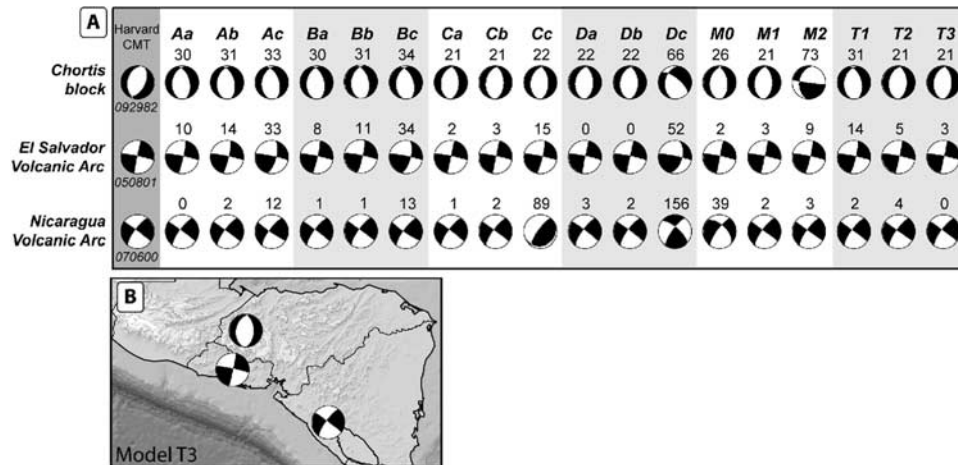 A
Harvard CMT Aa Ab Ac Ba Bb Bc Ca Cb Cc Da Db Dc M0 M1 M2 T1 T2 T3
30 31 33 30 31 34 21 21 22 22 22 66 26 21 73 31 21 21
Chortis block
092982
10 14 33 8 11 34 2 3 15 0 0 52 2 3 9 14 5 3
El Salvador
Volcanic Arc
050801
0 2 12 1 1 13 1 2 89 3 2 156 39 2 3 2 4 0
Nicaragua
Volcanic Arc
070600
B
Model T3